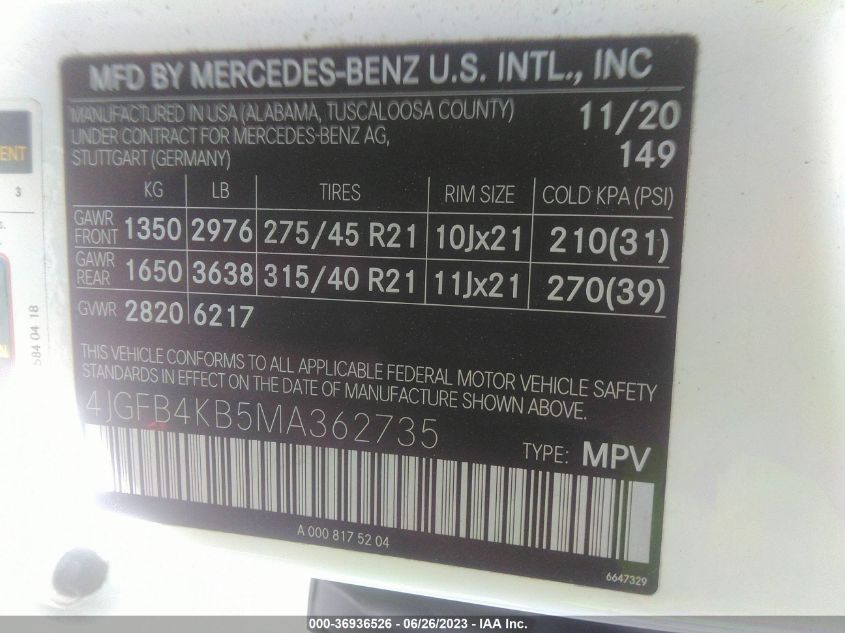 MFD BY MERCEDES-BENZ U.S. INTL., INC
MANUFACTURED IN USA (ALABAMA, TUSCALOOSA COUNTY) 11/20
UNDER CONTRACT FOR MERCEDES-BENZ AG,
STUTTGART (GERMANY) 149
KG LB TIRES RIM SIZE COLD KPA (PSI)
GAWR FRONT 1350 2976 275/45 R21 10Jx21 210(31)
GAWR REAR 1650 3638 315/40 R21 11Jx21 270(39)
GVWR 2820 6217
THIS VEHICLE CONFORMS TO ALL APPLICABLE FEDERAL MOTOR VEHICLE SAFETY
STANDARDS IN EFFECT ON THE DATE OF MANUFACTURE SHOWN ABOVE.
4JGFB4KB5MA362735
TYPE: MPV
A 000 817 52 04
6647329
3
584 04 18
000-36936526 - 06/26/2023 - IAA Inc.